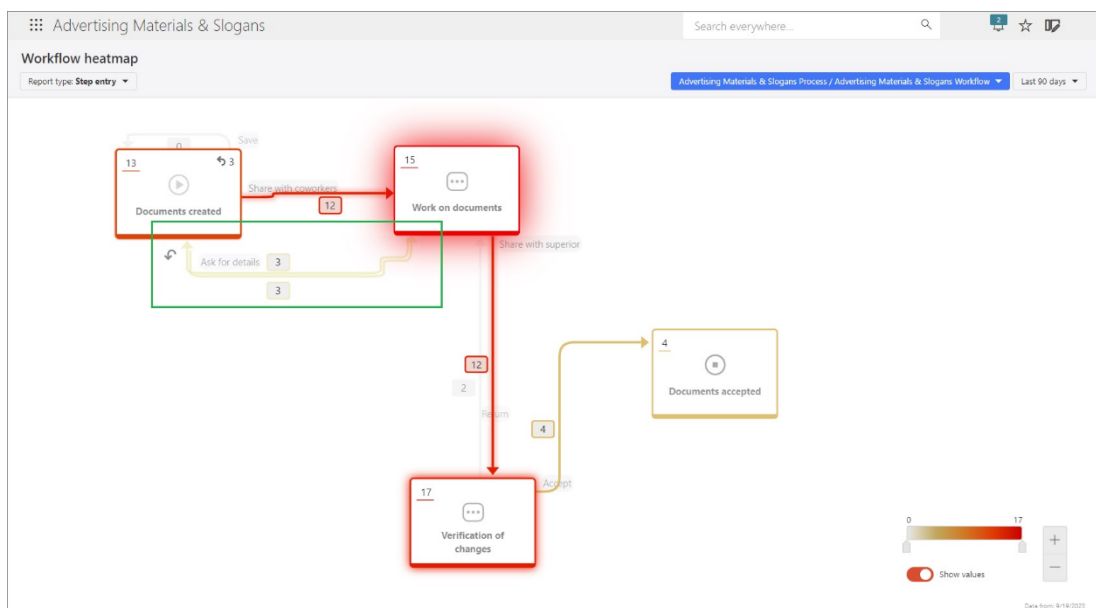 Advertising Materials & Slogans
Search everywhere...
2
Workflow heatmap
Report type: Step entry
Advertising Materials & Slogans Process / Advertising Materials & Slogans Workflow
Last 90 days
0
Save
13
3
Documents created
Share with coworkers
12
15
Work on documents
Ask for details
3
3
Share with superior
12
2
Return
4
Documents accepted
4
Accept
17
Verification of
changes
0
17
Show values
Data from: 9/19/2023